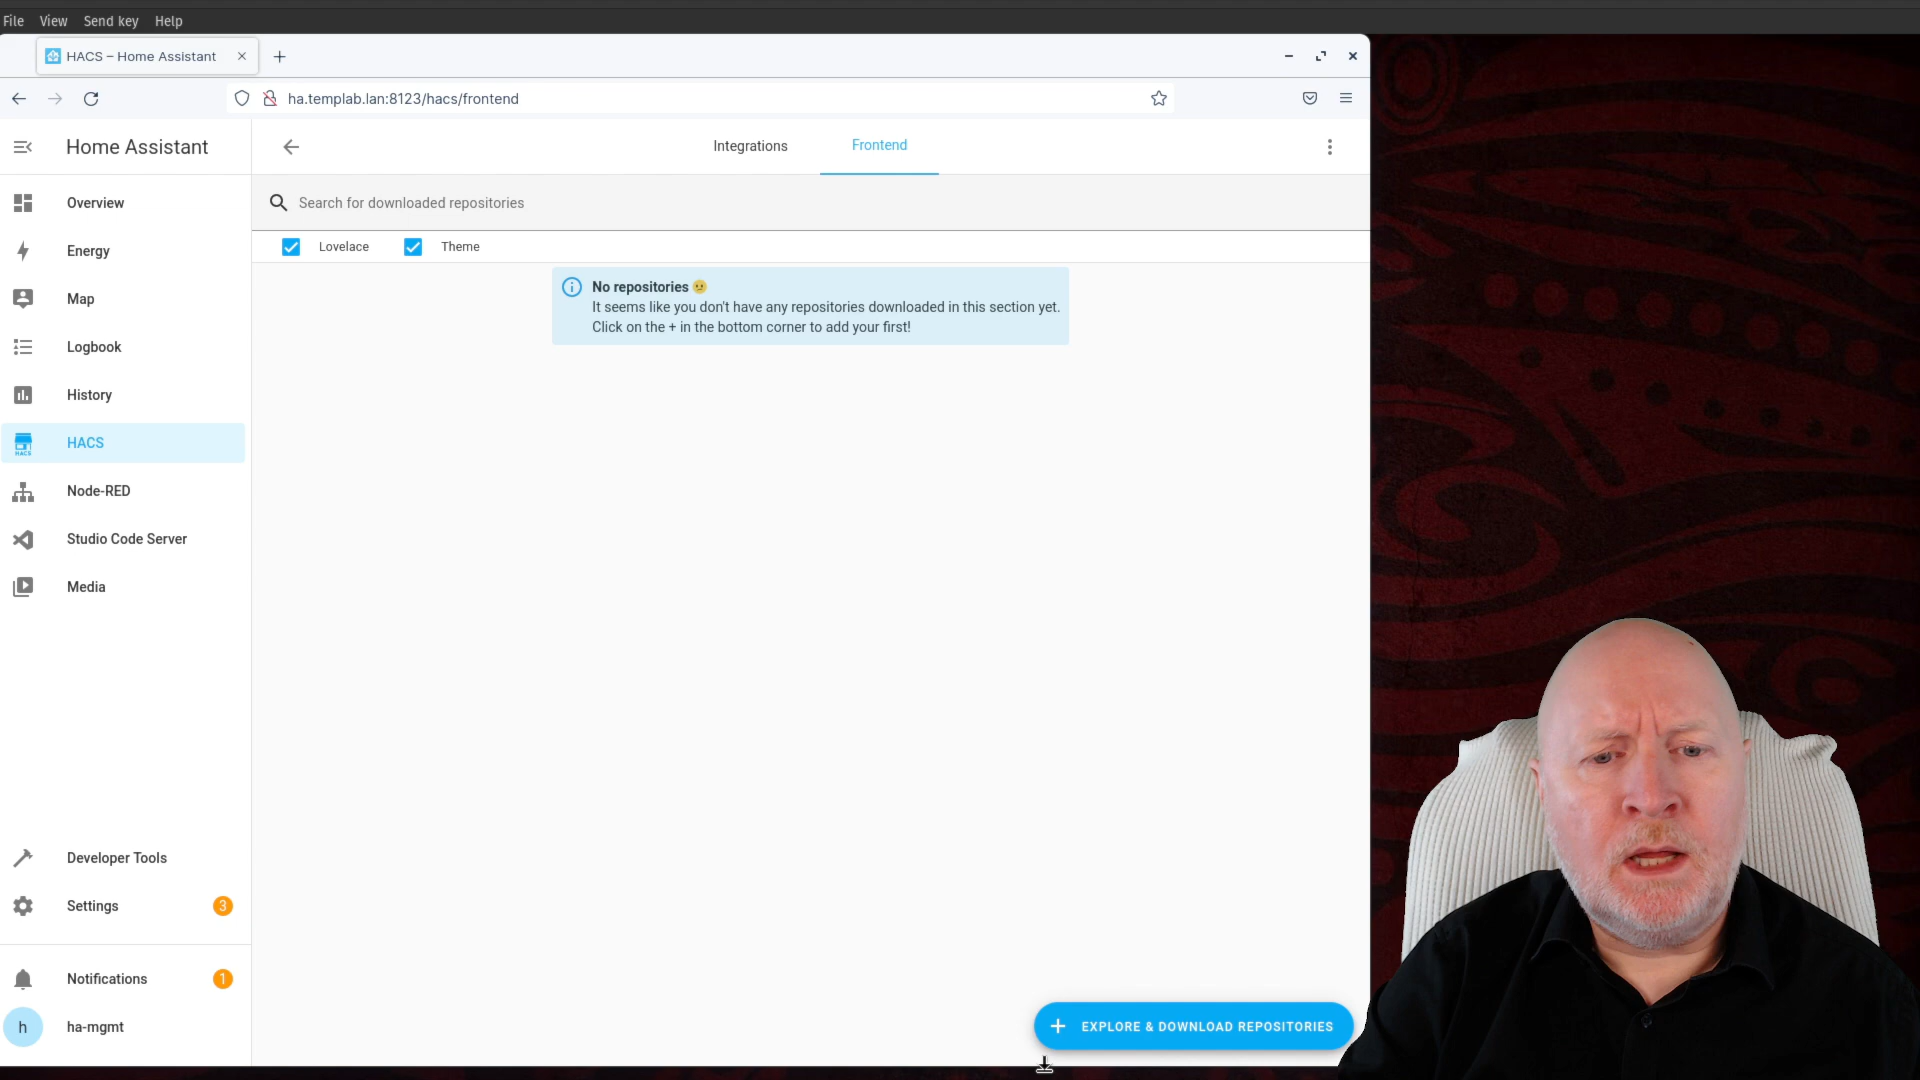 File View Send key Help
HACS – Home Assistant
ha.templab.lan:8123/hacs/frontend
Home Assistant
Integrations
Frontend
Search for downloaded repositories
Lovelace
Theme
No repositories 😕
It seems like you don't have any repositories downloaded in this section yet.
Click on the + in the bottom corner to add your first!
Overview
Energy
Map
Logbook
History
HACS
HACS
Node-RED
Studio Code Server
Media
Developer Tools
Settings 3
Notifications 1
h ha-mgmt
+ EXPLORE & DOWNLOAD REPOSITORIES